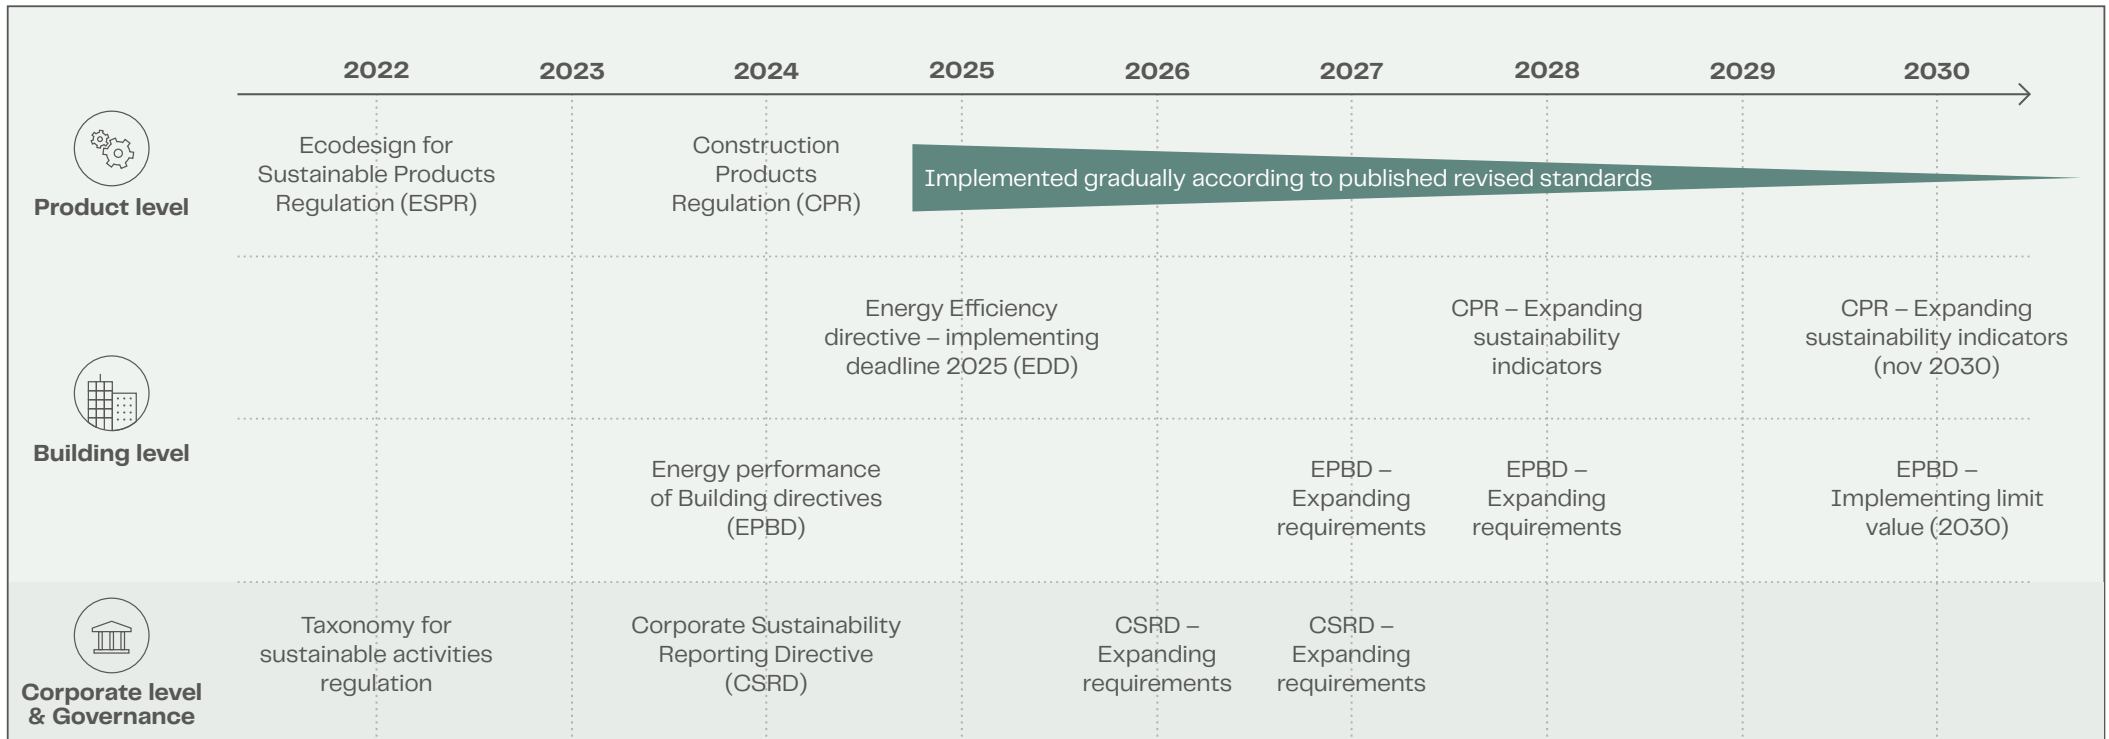 2022 2023 2024 2025 2026 2027 2028 2029 2030
Product level
Ecodesign for
Sustainable Products
Regulation (ESPR)
Construction
Products
Regulation (CPR)
Implemented gradually according to published revised standards
Building level
Energy Efficiency
directive – implementing
deadline 2025 (EDD)
CPR – Expanding
sustainability
indicators
CPR – Expanding
sustainability indicators
(nov 2030)
Energy performance
of Building directives
(EPBD)
EPBD –
Expanding
requirements
EPBD –
Expanding
requirements
EPBD –
Implementing limit
value (2030)
Corporate level
& Governance
Taxonomy for
sustainable activities
regulation
Corporate Sustainability
Reporting Directive
(CSRD)
CSRD –
Expanding
requirements
CSRD –
Expanding
requirements